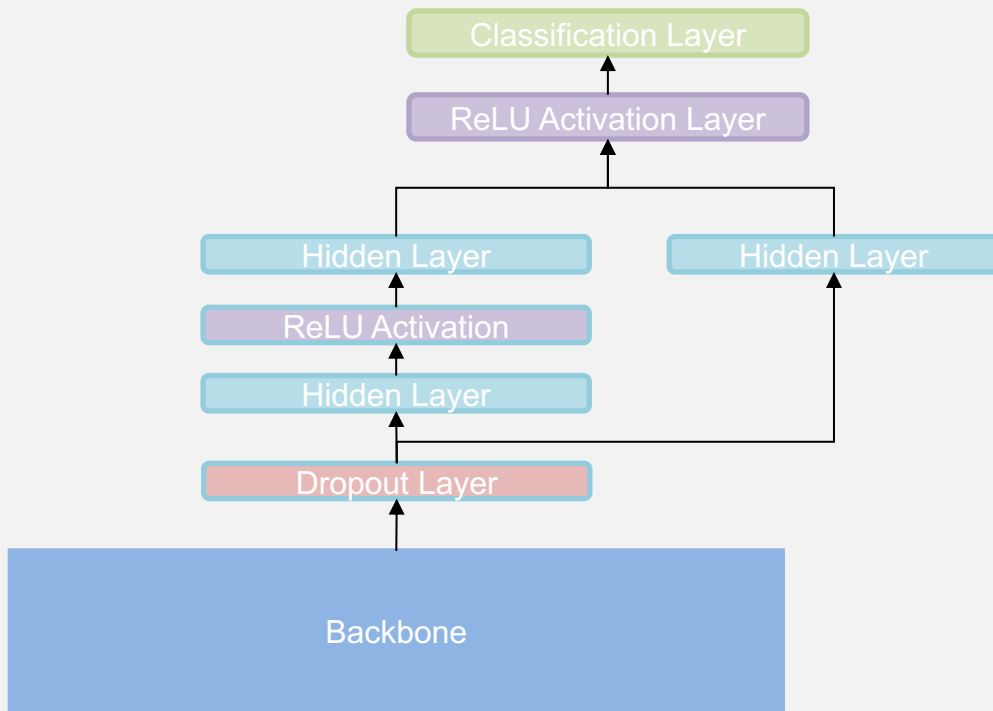 Classification Layer
ReLU Activation Layer
Hidden Layer
Hidden Layer
ReLU Activation
Hidden Layer
Dropout Layer
Backbone